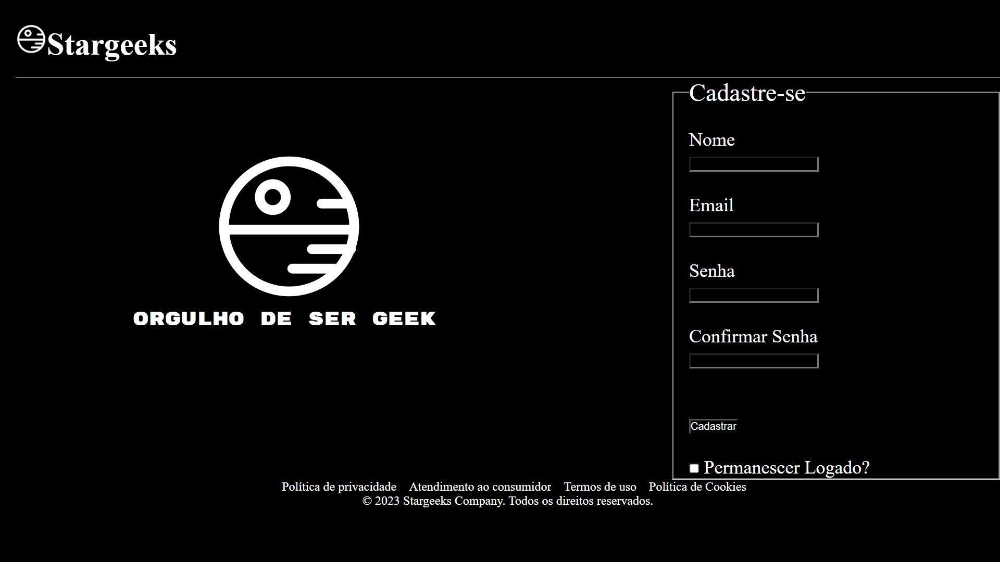 Stargeeks
Cadastre-se
Nome
Email
Senha
Confirmar Senha
Cadastrar
Permanescer Logado?
ORGULHO DE SER GEEK
Política de privacidade Atendimento ao consumidor Termos de uso Política de Cookies
© 2023 Stargeeks Company. Todos os direitos reservados.